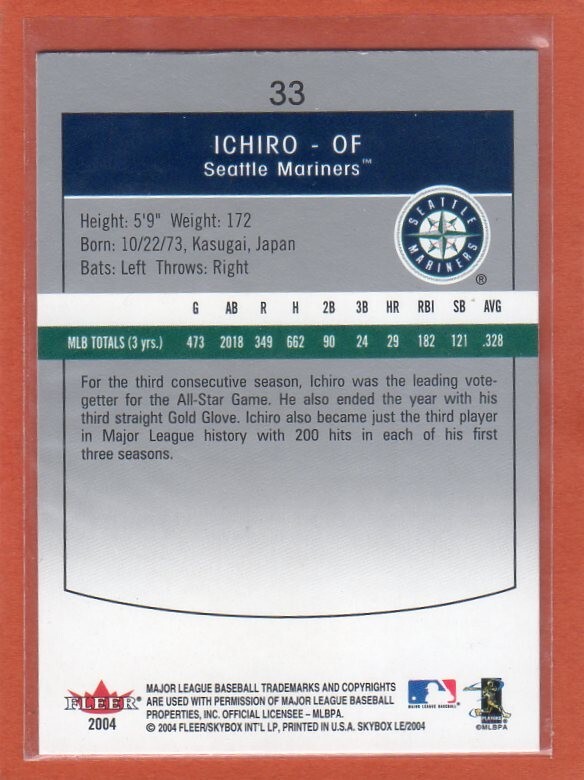 33
ICHIRO - OF
Seattle Mariners™
Height: 5'9" Weight: 172
Born: 10/22/73, Kasugai, Japan
Bats: Left Throws: Right
SEATTLE MARINERS
®
G AB R H 2B 3B HR RBI SB AVG
MLB TOTALS (3 yrs.) 473 2018 349 662 90 24 29 182 121 .328
For the third consecutive season, Ichiro was the leading vote-
getter for the All-Star Game. He also ended the year with his
third straight Gold Glove. Ichiro also became just the third player
in Major League history with 200 hits in each of his first
three seasons.
FLEER®
2004
MAJOR LEAGUE BASEBALL TRADEMARKS AND COPYRIGHTS
ARE USED WITH PERMISSION OF MAJOR LEAGUE BASEBALL
PROPERTIES, INC. OFFICIAL LICENSEE - MLBPA.
© 2004 FLEER/SKYBOX INT'L LP, PRINTED IN U.S.A. SKYBOX LE/2004
MAJOR LEAGUE BASEBALL
PLAYERS
©MLBPA